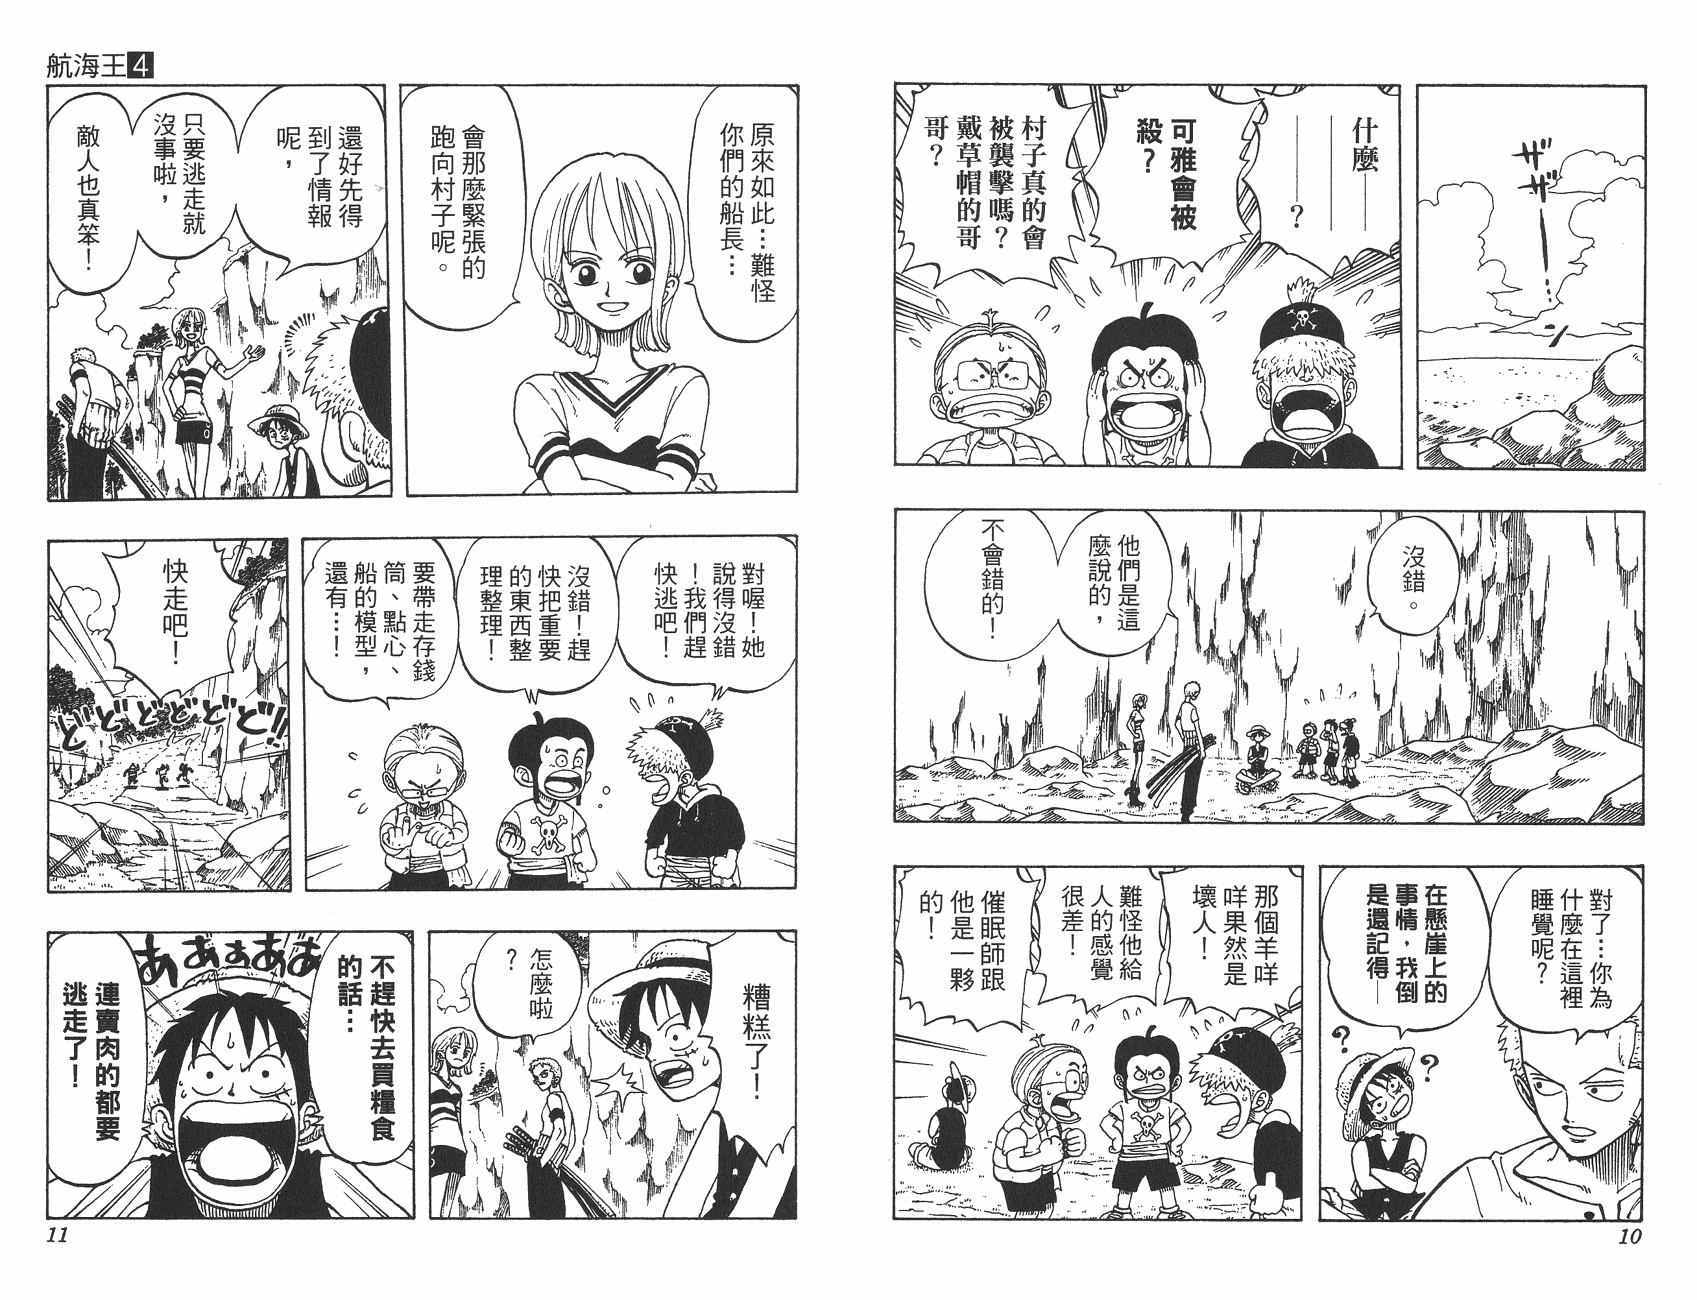 ザザ……ン
什麼——
————？
可雅會被
殺？
村子真的會
被襲擊嗎？
戴草帽的哥
哥？
沒錯。
他們是這
麼說的，
不會錯的！
對了…你為
什麼在這裡
睡覺呢？
在懸崖上的
事情，我倒
是還記得—
？
？
那個羊咩
咩果然是
壞人！
難怪他給
人的感覺
很差！
催眠師跟
他是一夥
的！
10
航海王4
原來如此…難怪
你們的船長…
會那麼緊張的
跑向村子呢。
還好先得
到了情報
呢，
只要逃走就
沒事啦，
敵人也真笨！
對喔！她
說得沒錯
！我們趕
快逃吧！
沒錯！趕
快把重要
的東西整
理整理！
要帶走存錢
筒、點心、
船的模型，
還有…！
快走吧！
どどどどどど!!
糟糕了！
怎麼啦
？
不趕快去買糧食
的話…
ああぁああ
連賣肉的都要
逃走了！
11